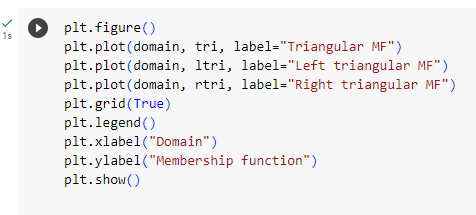 plt.figure()
1s
plt.plot(domain, tri, label="Triangular MF")
plt.plot(domain, ltri, label="Left triangular MF")
plt.plot(domain, rtri, label="Right triangular MF")
plt.grid(True)
plt.legend()
plt.xlabel("Domain")
plt.ylabel("Membership function")
plt.show()